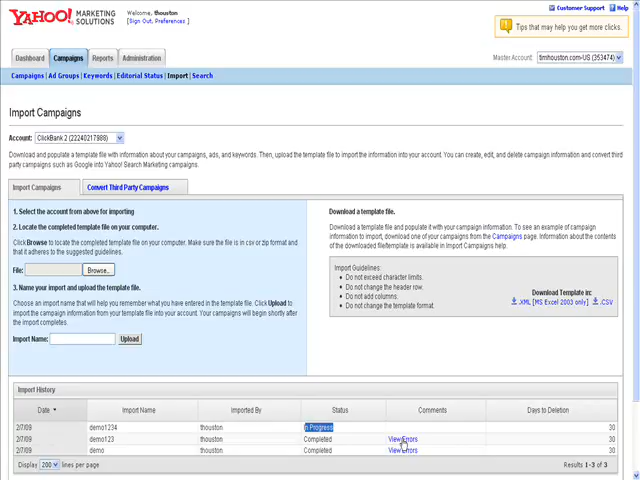 YAHOO! MARKETING SOLUTIONS
Welcome, thouston
[Sign Out, Preferences]
Customer Support Help
Tips that may help you get more clicks.
Dashboard Campaigns Reports Administration
Master Account: timhouston.com-US (353474)
Campaigns | Ad Groups | Keywords | Editorial Status | Import | Search
Import Campaigns
Account: ClickBank 2 (22240217988)
Download and populate a template file with information about your campaigns, ads, and keywords. Then, upload the template file to import the information into your account. You can create, edit, and delete campaign information and convert third
party campaigns such as Google into Yahoo! Search Marketing campaigns.
Import Campaigns Convert Third Party Campaigns
1. Select the account from above for importing
2. Locate the completed template file on your computer.
Click Browse to locate the completed template file on your computer. Make sure the file is in csv or zip format and
that it adheres to the suggested guidelines.
File: Browse...
3. Name your import and upload the template file.
Choose an import name that will help you remember what you have entered in the template file. Click Upload to
import the campaign information from your template file into your account. Your campaigns will begin shortly after
the import completes.
Import Name: Upload
Download a template file.
Download a template file and populate it with your campaign information. To see an example of campaign
information to import, download one of your campaigns from the Campaigns page. Information about the contents
of the downloaded file/template is available in Import Campaigns help.
Import Guidelines:
Do not exceed character limits.
Do not change the header row.
Do not add columns.
Do not change the template format.
Download Template in:
.XML [MS Excel 2003 only] .CSV
Import History
Date Import Name Imported By Status Comments Days to Deletion
2/7/09 demo1234 thouston In Progress 30
2/7/09 demo123 thouston Completed View Errors 30
2/7/09 demo thouston Completed View Errors 30
Display 200 lines per page Results 1-3 of 3